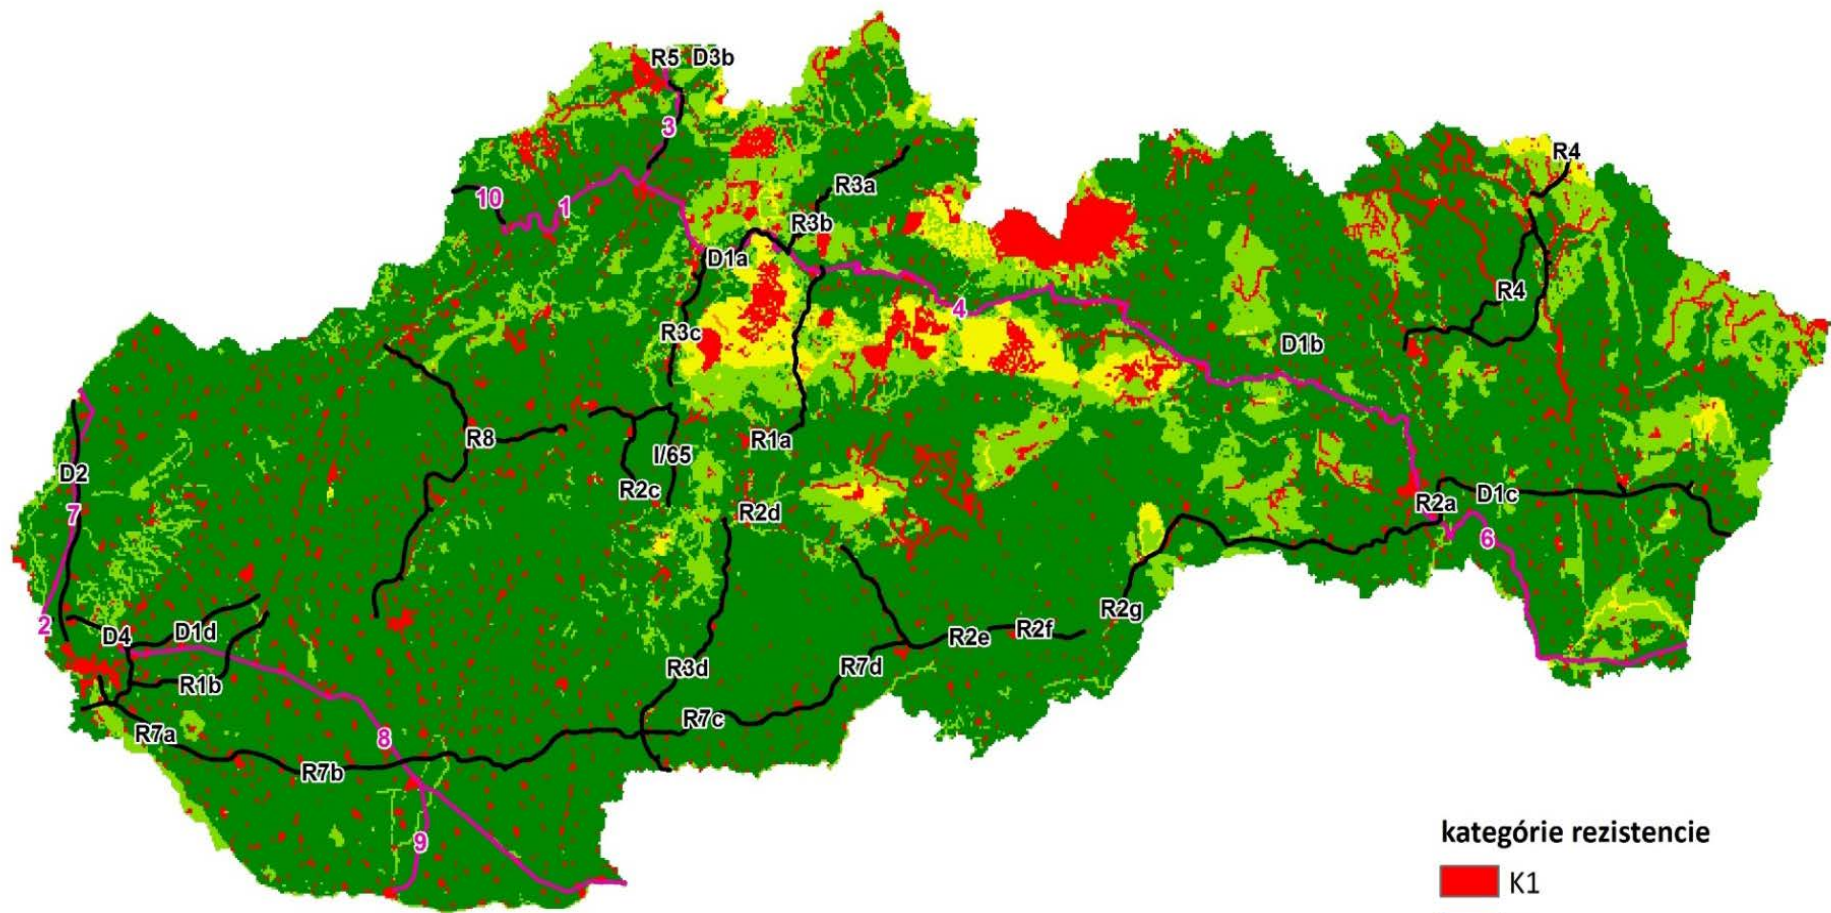 R5 D3b
3
R4
10
1
R3a
R3b
D1a
R4
4
R3c
D1b
R8
R1a
I/65
D2
R2c
R2a
D1c
7
R2d
6
R2g
2
D4
D1d
R2e
R2f
R3d
R7d
R1b
R7c
R7a
8
R7b
9
kategórie rezistencie
K1